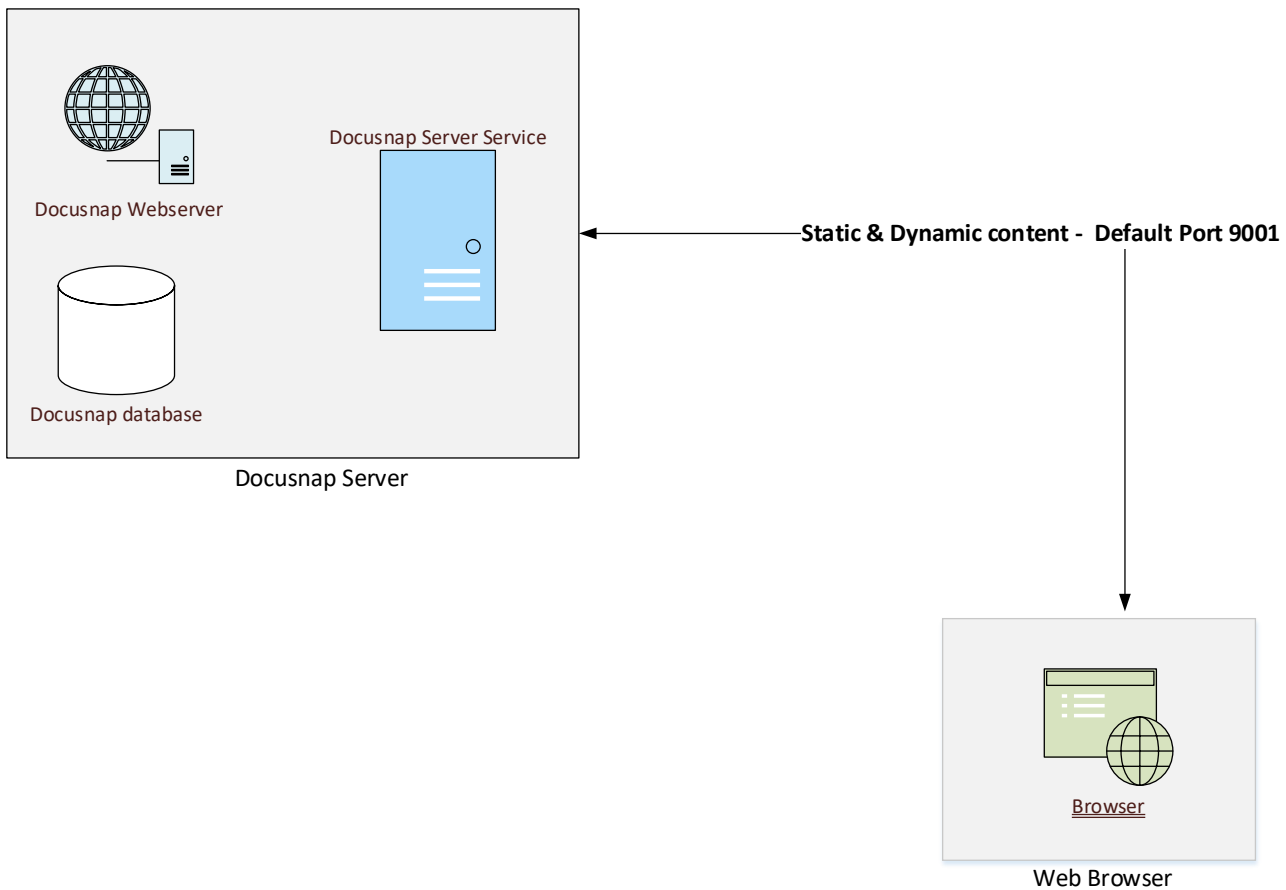 Docusnap Server Service
Docusnap Webserver
Static & Dynamic content -  Default Port 9001
Docusnap database
Docusnap Server
Browser
Web Browser